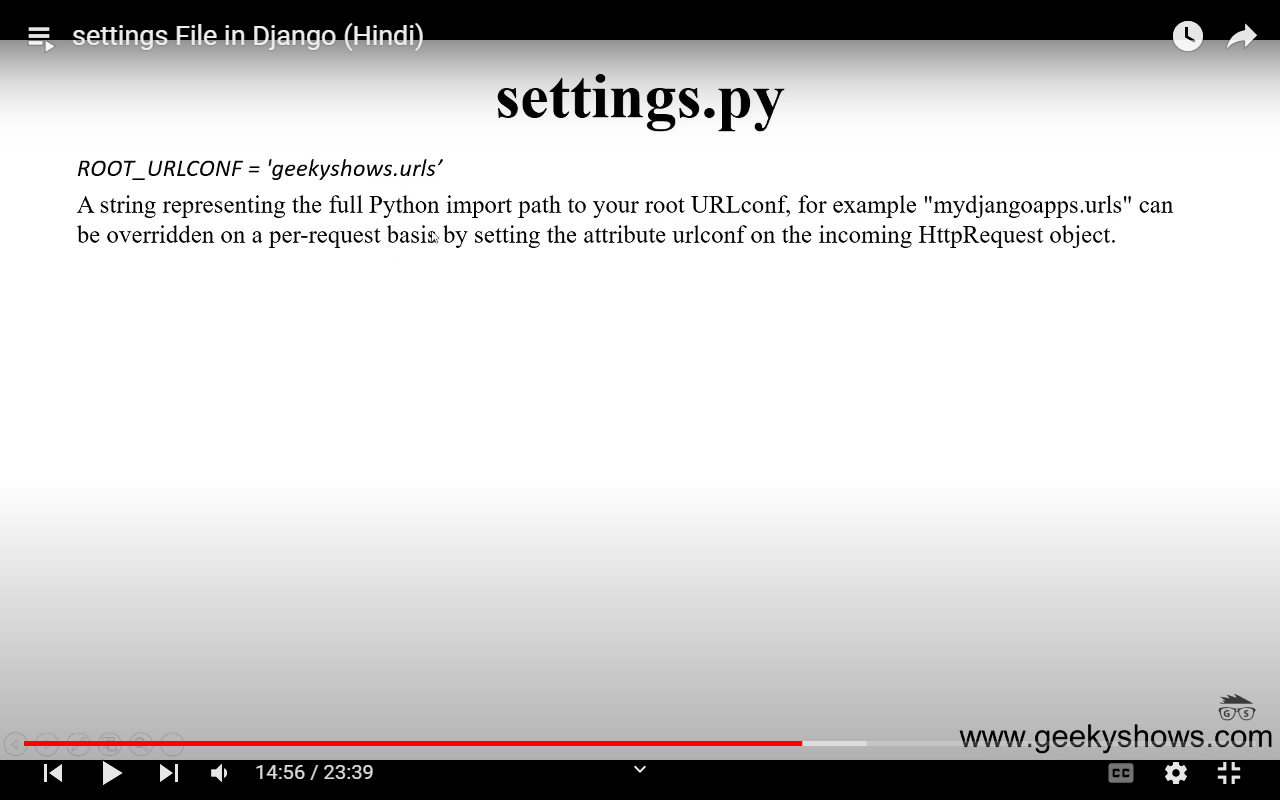 settings File in Django (Hindi)
settings.py
ROOT_URLCONF = 'geekyshows.urls’
A string representing the full Python import path to your root URLconf, for example "mydjangoapps.urls" can
be overridden on a per-request basis by setting the attribute urlconf on the incoming HttpRequest object.
G S
www.geekyshows.com
14:56 / 23:39
CC